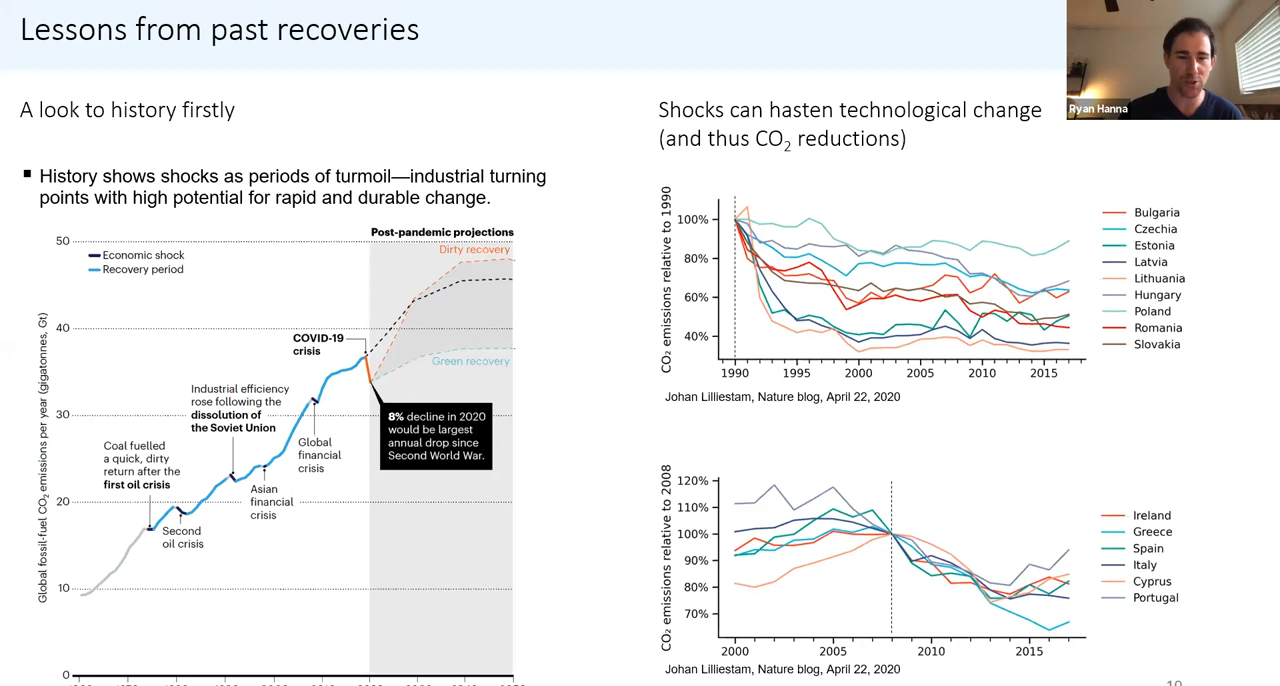 Lessons from past recoveries
Ryan Hanna
A look to history firstly
▪ History shows shocks as periods of turmoil—industrial turning
points with high potential for rapid and durable change.
Post-pandemic projections
50
Dirty recovery
Economic shock
Recovery period
Global fossil-fuel CO₂ emissions per year (gigatonnes, Gt)
40
COVID-19
crisis
Green recovery
Industrial efficiency
rose following the
dissolution of
the Soviet Union
30
8% decline in 2020
would be largest
annual drop since
Second World War.
Coal fuelled
a quick, dirty
return after the
first oil crisis
Global
financial
crisis
20
Asian
financial
crisis
Second
oil crisis
10
0
Shocks can hasten technological change
(and thus CO₂ reductions)
CO₂ emissions relative to 1990
100%
80%
60%
40%
1990 1995 2000 2005 2010 2015
Bulgaria
Czechia
Estonia
Latvia
Lithuania
Hungary
Poland
Romania
Slovakia
Johan Lilliestam, Nature blog, April 22, 2020
CO₂ emissions relative to 2008
120%
110%
100%
90%
80%
70%
2000 2005 2010 2015
Ireland
Greece
Spain
Italy
Cyprus
Portugal
Johan Lilliestam, Nature blog, April 22, 2020